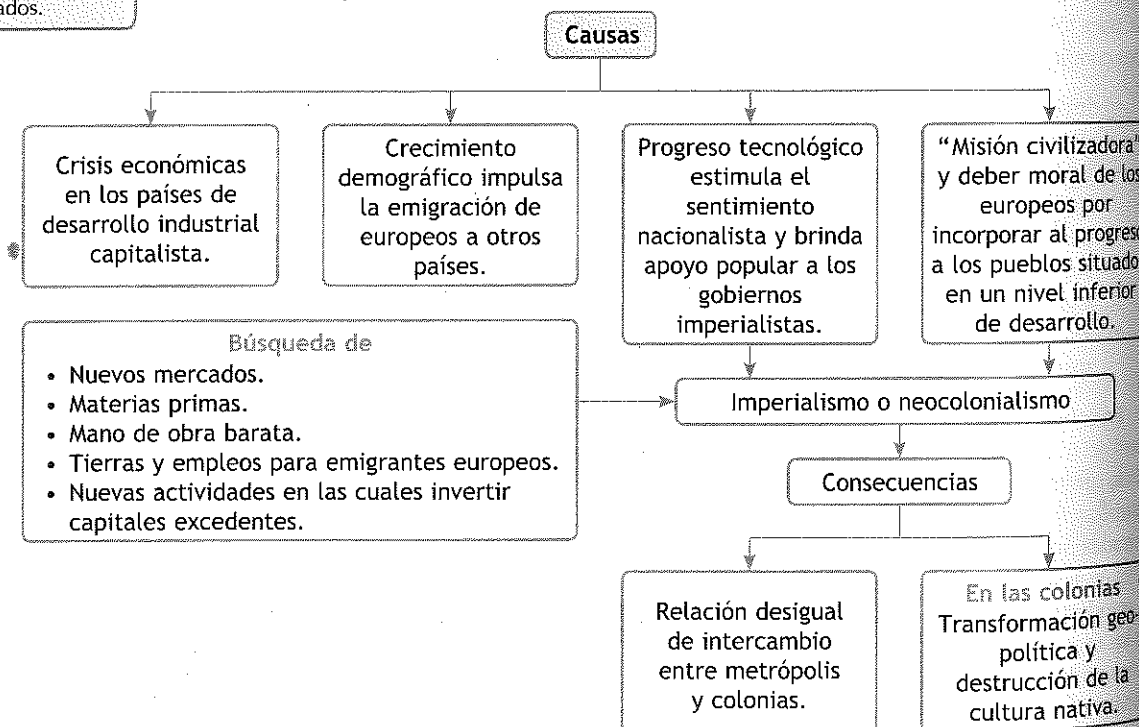 ados.
Causas
Crisis económicas
en los países de
desarrollo industrial
capitalista.
Crecimiento
demográfico impulsa
la emigración de
europeos a otros
países.
Progreso tecnológico
estimula el
sentimiento
nacionalista y brinda
apoyo popular a los
gobiernos
imperialistas.
“Misión civilizadora”
y deber moral de los
europeos por
incorporar al progreso
a los pueblos situado
en un nivel inferior
de desarrollo.
Búsqueda de
• Nuevos mercados.
• Materias primas.
• Mano de obra barata.
• Tierras y empleos para emigrantes europeos.
• Nuevas actividades en las cuales invertir
capitales excedentes.
Imperialismo o neocolonialismo
Consecuencias
Relación desigual
de intercambio
entre metrópolis
y colonias.
En las colonias
Transformación geo-
política y
destrucción de la
cultura nativa.